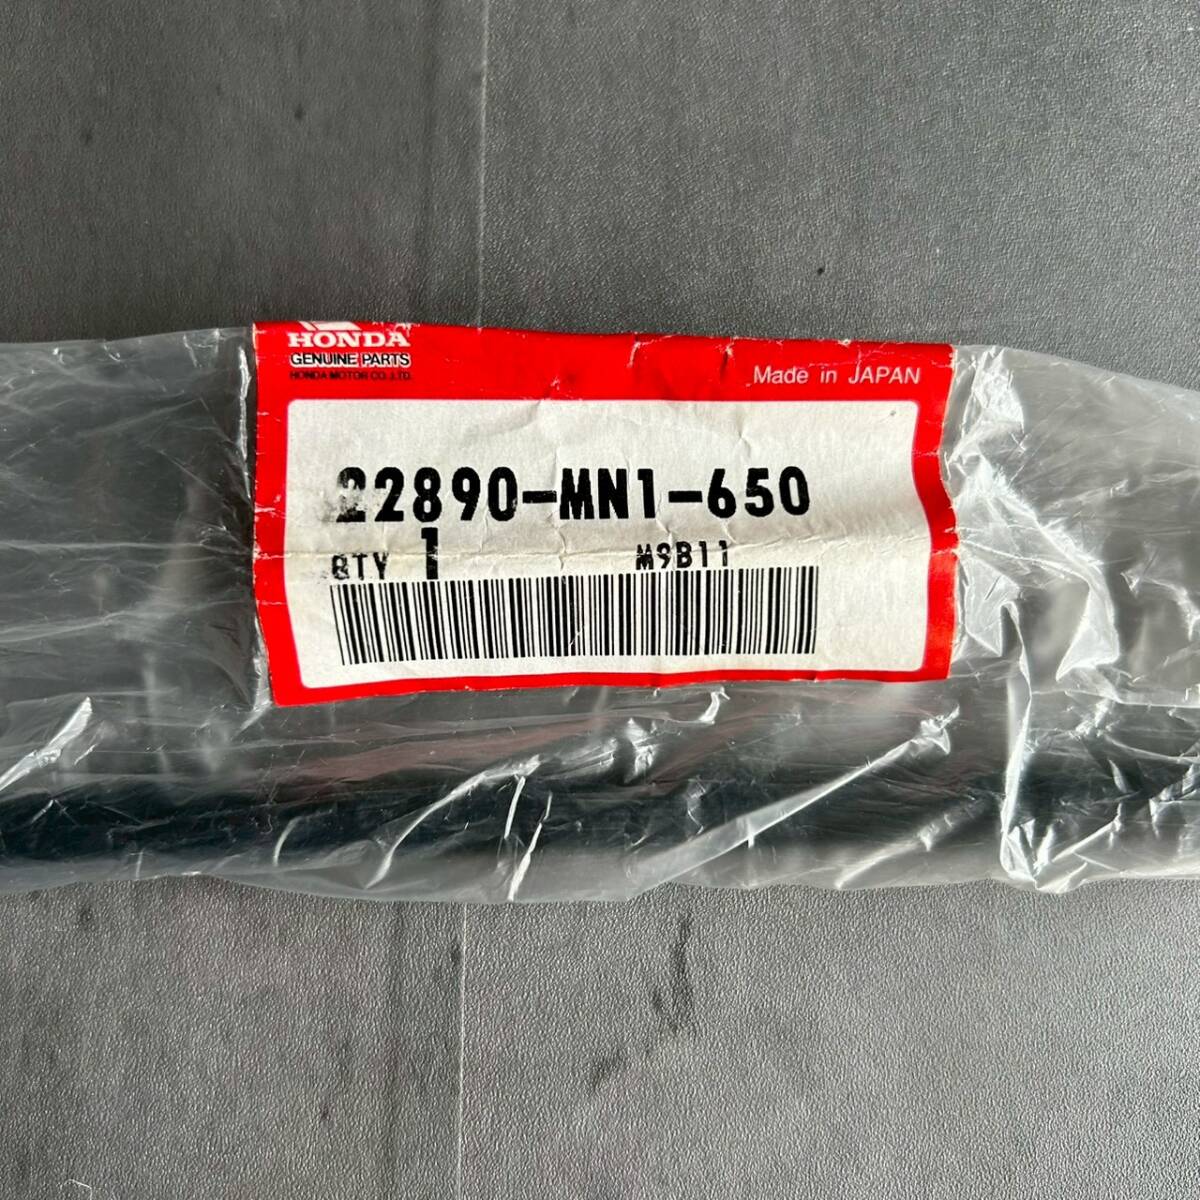 HONDA
GENUINE PARTS
HONDA MOTOR CO.,LTD.
Made in JAPAN
22890-MN1-650
QTY 1 M9B11